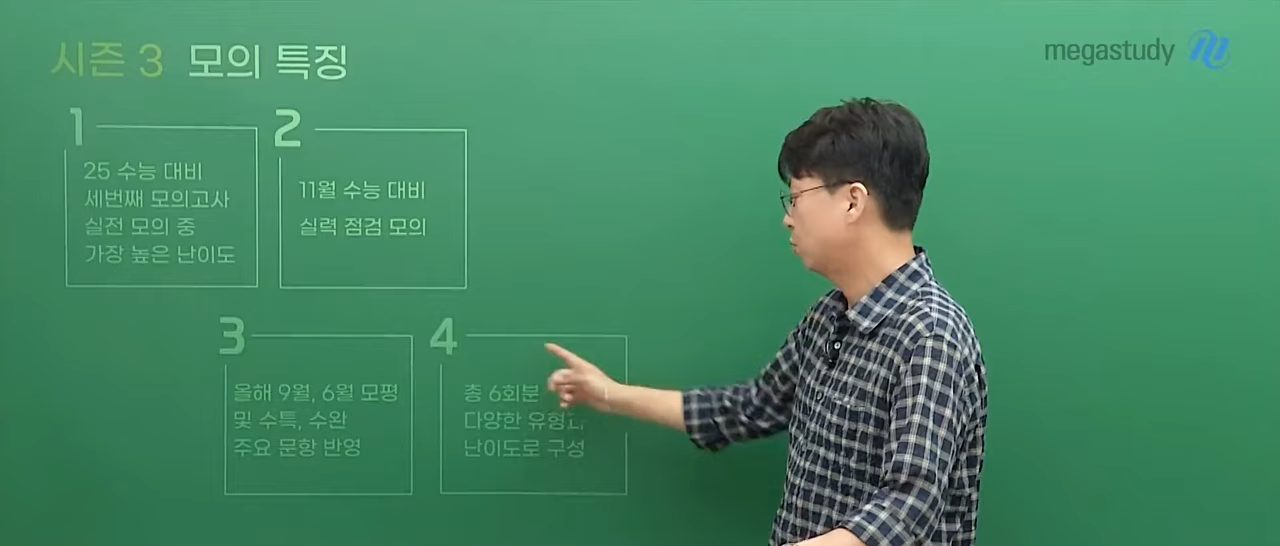 시즌 3 모의 특징
megastudy
1
25 수능 대비
세번째 모의고사
실전 모의 중
가장 높은 난이도
2
11월 수능 대비
실력 점검 모의
3
올해 9월, 6월 모평
및 수특, 수완
주요 문항 반영
4
총 6회분
다양한 유형과
난이도로 구성